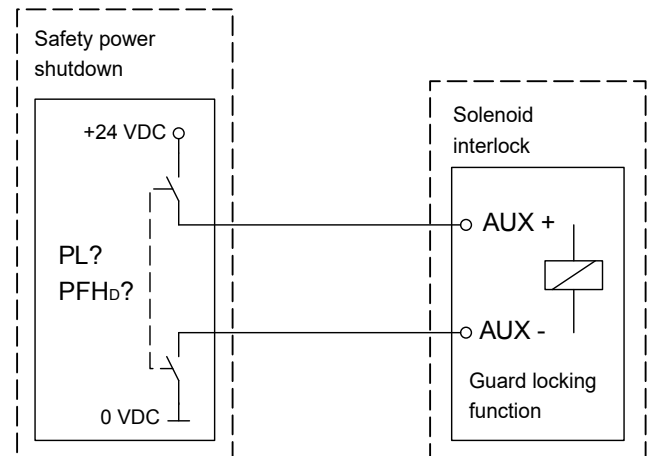 Safety power
shutdown
+24 VDC
PL?
PFHD?
0 VDC
Solenoid
interlock
AUX +
AUX -
Guard locking
function